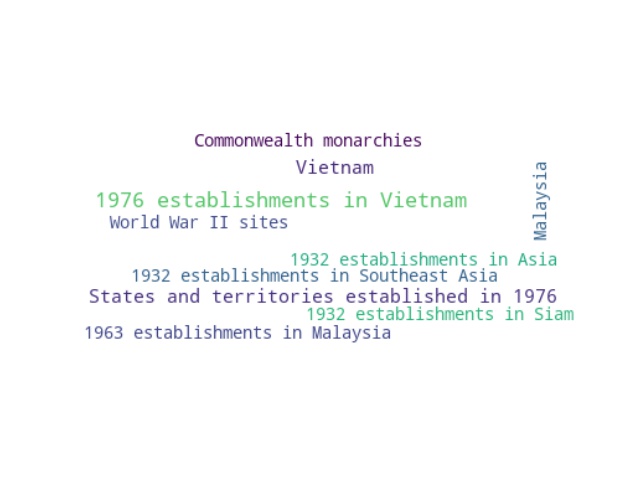 Commonwealth monarchies
Vietnam
Malaysia
1976 establishments in Vietnam
World War II sites
1932 establishments in Asia
1932 establishments in Southeast Asia
States and territories established in 1976
1932 establishments in Siam
1963 establishments in Malaysia